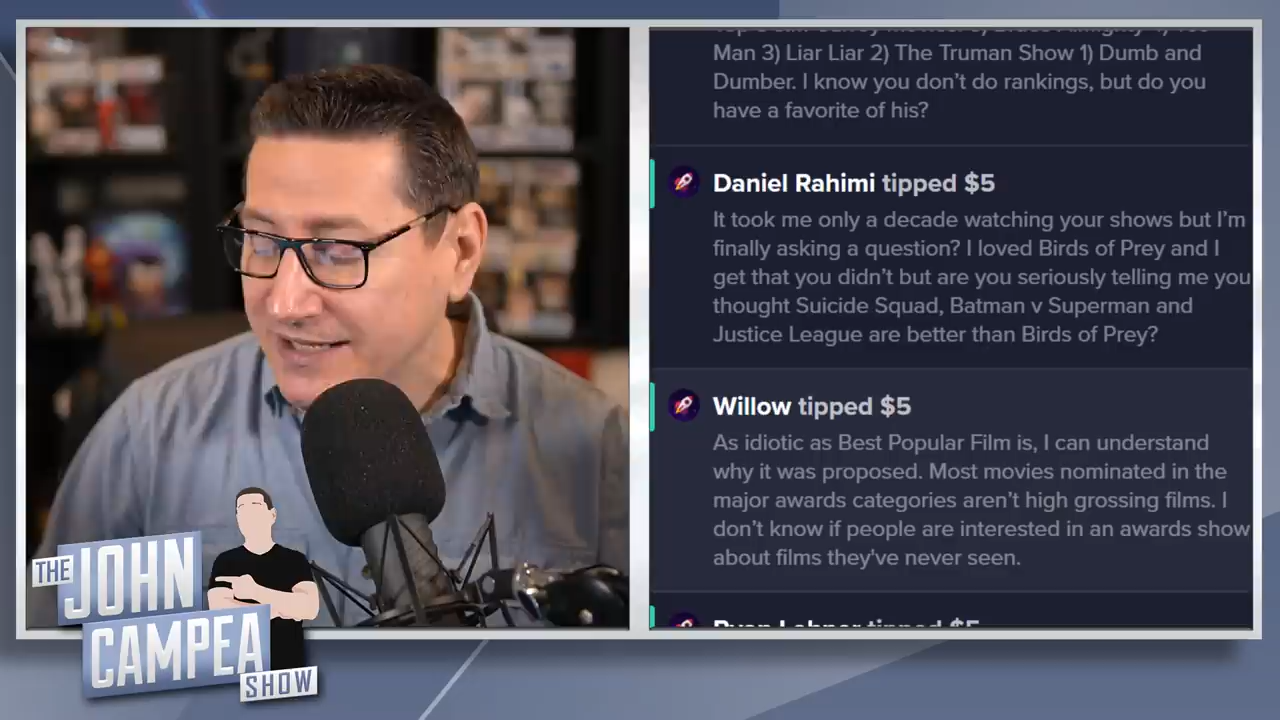 Man 3) Liar Liar 2) The Truman Show 1) Dumb and
Dumber. I know you don't do rankings, but do you
have a favorite of his?
Daniel Rahimi tipped $5
It took me only a decade watching your shows but I'm
finally asking a question? I loved Birds of Prey and I
get that you didn't but are you seriously telling me you
thought Suicide Squad, Batman v Superman and
Justice League are better than Birds of Prey?
Willow tipped $5
As idiotic as Best Popular Film is, I can understand
why it was proposed. Most movies nominated in the
major awards categories aren't high grossing films. I
don't know if people are interested in an awards show
about films they've never seen.
tipped $5
THE
JOHN
CAMPEA
SHOW